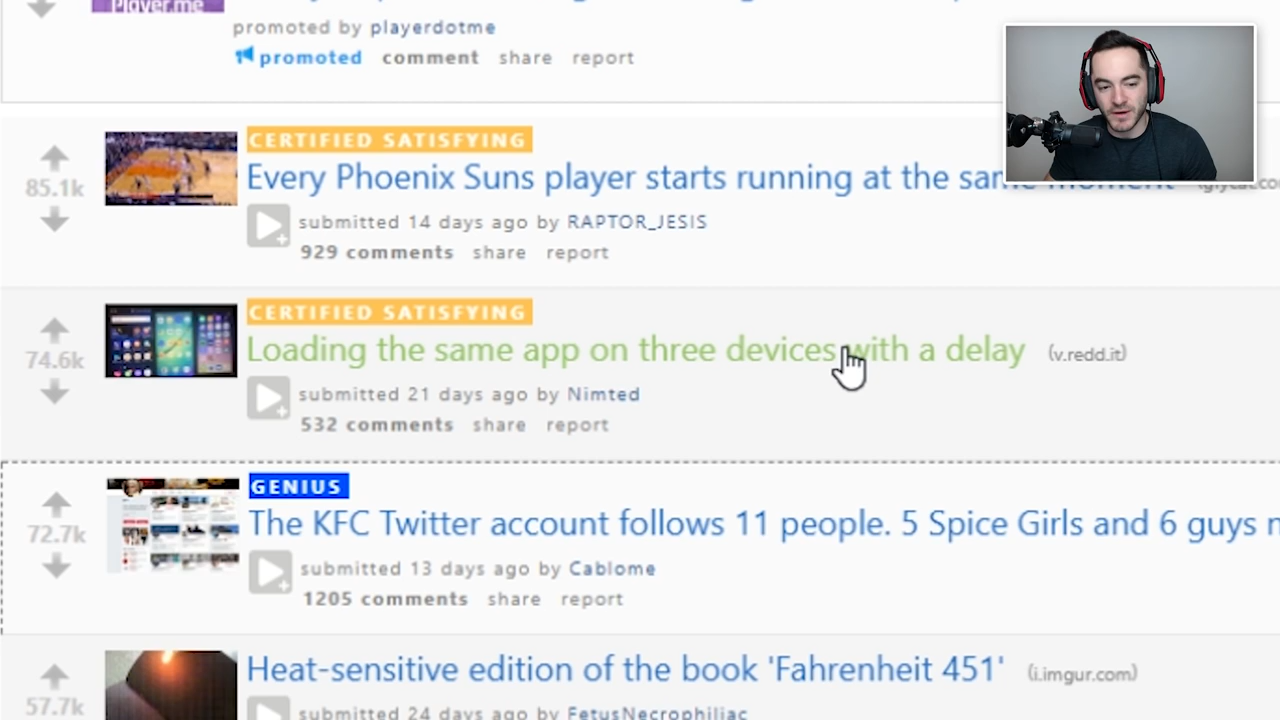 Player.me
promoted by playerdotme
promoted comment share report
CERTIFIED SATISFYING
85.1k
Every Phoenix Suns player starts running at the same moment
submitted 14 days ago by RAPTOR_JESIS
929 comments share report
CERTIFIED SATISFYING
74.6k
Loading the same app on three devices with a delay (v.redd.it)
submitted 21 days ago by Nimted
532 comments share report
GENIUS
72.7k
The KFC Twitter account follows 11 people. 5 Spice Girls and 6 guys
submitted 13 days ago by Cablome
1205 comments share report
Heat-sensitive edition of the book 'Fahrenheit 451' (i.imgur.com)
57.7k
submitted 24 days ago by FetusNecrophiliac